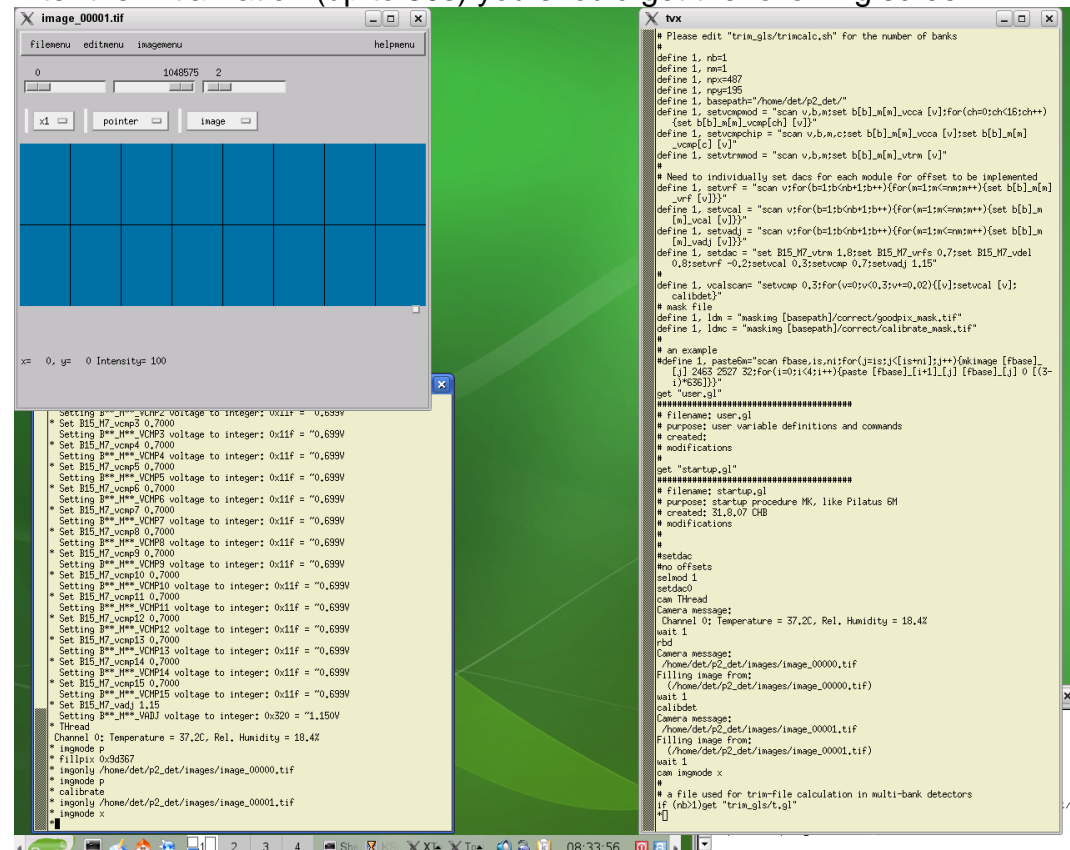 image_00001.tif
filemenu editmenu imagemenu helpmenu
0 1048575 2
x1 pointer image
x= 0, y= 0 Intensity= 100
Setting B**_M**_VCMP2 voltage to integer: 0x11f = ~0.699V
* Set B15_M7_vcmp3 0.7000
Setting B**_M**_VCMP3 voltage to integer: 0x11f = ~0.699V
* Set B15_M7_vcmp4 0.7000
Setting B**_M**_VCMP4 voltage to integer: 0x11f = ~0.699V
* Set B15_M7_vcmp5 0.7000
Setting B**_M**_VCMP5 voltage to integer: 0x11f = ~0.699V
* Set B15_M7_vcmp6 0.7000
Setting B**_M**_VCMP6 voltage to integer: 0x11f = ~0.699V
* Set B15_M7_vcmp7 0.7000
Setting B**_M**_VCMP7 voltage to integer: 0x11f = ~0.699V
* Set B15_M7_vcmp8 0.7000
Setting B**_M**_VCMP8 voltage to integer: 0x11f = ~0.699V
* Set B15_M7_vcmp9 0.7000
Setting B**_M**_VCMP9 voltage to integer: 0x11f = ~0.699V
* Set B15_M7_vcmp10 0.7000
Setting B**_M**_VCMP10 voltage to integer: 0x11f = ~0.699V
* Set B15_M7_vcmp11 0.7000
Setting B**_M**_VCMP11 voltage to integer: 0x11f = ~0.699V
* Set B15_M7_vcmp12 0.7000
Setting B**_M**_VCMP12 voltage to integer: 0x11f = ~0.699V
* Set B15_M7_vcmp13 0.7000
Setting B**_M**_VCMP13 voltage to integer: 0x11f = ~0.699V
* Set B15_M7_vcmp14 0.7000
Setting B**_M**_VCMP14 voltage to integer: 0x11f = ~0.699V
* Set B15_M7_vcmp15 0.7000
Setting B**_M**_VCMP15 voltage to integer: 0x11f = ~0.699V
* Set B15_M7_vadj 1.15
Setting B**_M**_VADJ voltage to integer: 0x320 = ~1.150V
* THread
Channel 0: Temperature = 37.2C, Rel. Humidity = 18.4%
* imgmode p
* fillpix 0x9d367
* imgonly /home/det/p2_det/images/image_00000.tif
* imgmode p
* calibrate
* imgonly /home/det/p2_det/images/image_00001.tif
* imgmode x
*
tvx
# Please edit "trim_gls/trimcalc.sh" for the number of banks
#
define 1, nb=1
define 1, nm=1
define 1, npx=487
define 1, npy=195
define 1, basepath="/home/det/p2_det/"
define 1, setvcmpmod = "scan v,b,m;set b[b]_m[m]_vcca [v];for(ch=0;ch<16;ch++)
{set b[b]_m[m]_vcmp[ch] [v]}"
define 1, setvcmpchip = "scan v,b,m,c;set b[b]_m[m]_vcca [v];set b[b]_m[m]
_vcmp[c] [v]"
define 1, setvtrmmod = "scan v,b,m;set b[b]_m[m]_vtrm [v]"
#
# Need to individually set dacs for each module for offset to be implemented
define 1, setvrf = "scan v;for(b=1;b<nb+1;b++){for(m=1;m<=nm;m++){set b[b]_m[m]
_vrf [v]}}"
define 1, setvcal = "scan v;for(b=1;b<nb+1;b++){for(m=1;m<=nm;m++){set b[b]_m
[m]_vcal [v]}}"
define 1, setvadj = "scan v;for(b=1;b<nb+1;b++){for(m=1;m<=nm;m++){set b[b]_m
[m]_vadj [v]}}"
define 1, setdac = "set B15_M7_vtrm 1.8;set B15_M7_vrfs 0.7;set B15_M7_vdel
0.8;setvrf -0.2;setvcal 0.3;setvcmp 0.7;setvadj 1.15"
#
define 1, vcalscan= "setvcmp 0.3;for(v=0;v<0.3;v+=0.02){[v];setvcal [v];
calibdet}"
# mask file
define 1, ldm = "maskimg [basepath]/correct/goodpix_mask.tif"
define 1, ldmc = "maskimg [basepath]/correct/calibrate_mask.tif"
#
# an example
#define 1, paste6m="scan fbase,is,ni;for(j=is;j<[is+ni];j++){mkimage [fbase]_
[j] 2463 2527 32;for(i=0;i<4;i++){paste [fbase]_[i+1]_[j] [fbase]_[j] 0 [(3-
i)*636]}}"
get "user.gl"
########################################
# filename: user.gl
# purpose: user variable definitions and commands
# created:
# modifications
#
get "startup.gl"
########################################
# filename: startup.gl
# purpose: startup procedure MK, like Pilatus 6M
# created: 31.8.07 CHB
# modifications
#
#
#setdac
#no offsets
selmod 1
setdac0
cam THread
Camera message:
Channel 0: Temperature = 37.2C, Rel. Humidity = 18.4%
wait 1
rbd
Camera message:
/home/det/p2_det/images/image_00000.tif
Filling image from:
(/home/det/p2_det/images/image_00000.tif)
wait 1
calibdet
Camera message:
/home/det/p2_det/images/image_00001.tif
Filling image from:
(/home/det/p2_det/images/image_00001.tif)
wait 1
cam imgmode x
#
# a file used for trim-file calculation in multi-bank detectors
if (nb>1)get "trim_gls/t.gl"
*
1 2 3 4 She 08:33:56